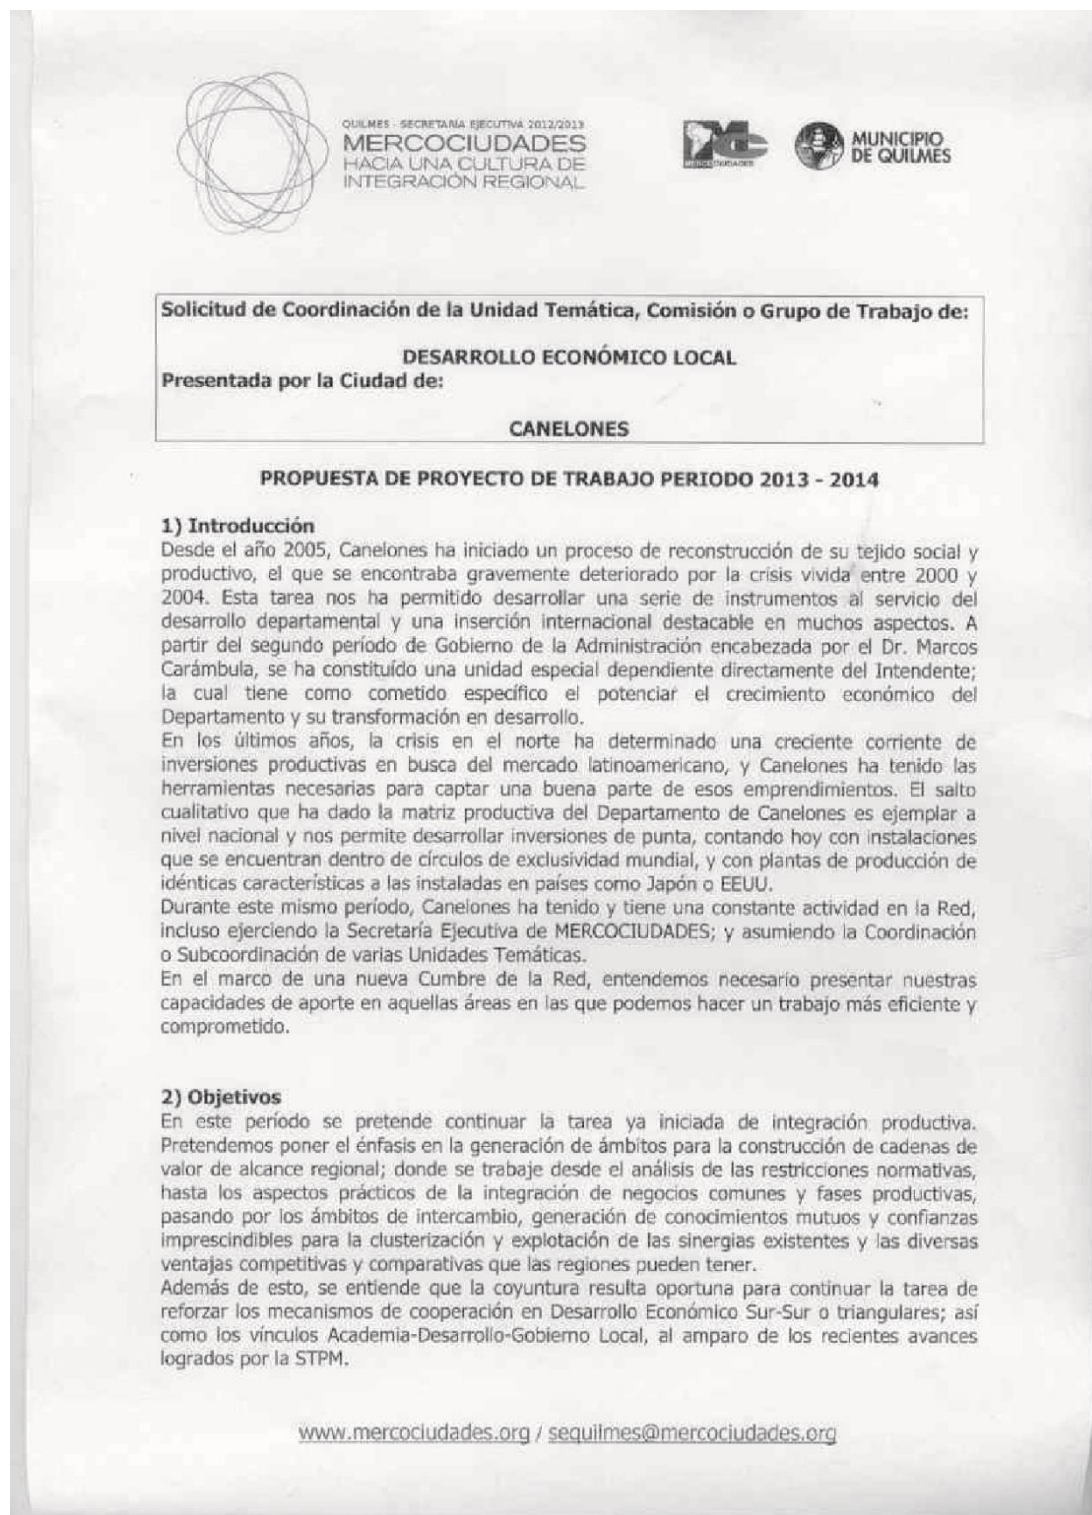 QUILMES - SECRETARIA EJECUTIVA 2012/2013
MERCOCIUDADES
HACIA UNA CULTURA DE
INTEGRACIÓN REGIONAL
MERCOCIUDADES
MUNICIPIO
DE QUILMES
Solicitud de Coordinación de la Unidad Temática, Comisión o Grupo de Trabajo de:
DESARROLLO ECONÓMICO LOCAL
Presentada por la Ciudad de:
CANELONES
PROPUESTA DE PROYECTO DE TRABAJO PERIODO 2013 - 2014
1) Introducción
Desde el año 2005, Canelones ha iniciado un proceso de reconstrucción de su tejido social y
productivo, el que se encontraba gravemente deteriorado por la crisis vivida entre 2000 y
2004. Esta tarea nos ha permitido desarrollar una serie de instrumentos al servicio del
desarrollo departamental y una inserción internacional destacable en muchos aspectos. A
partir del segundo período de Gobierno de la Administración encabezada por el Dr. Marcos
Carámbula, se ha constituído una unidad especial dependiente directamente del Intendente;
la cual tiene como cometido específico el potenciar el crecimiento económico del
Departamento y su transformación en desarrollo.
En los últimos años, la crisis en el norte ha determinado una creciente corriente de
inversiones productivas en busca del mercado latinoamericano, y Canelones ha tenido las
herramientas necesarias para captar una buena parte de esos emprendimientos. El salto
cualitativo que ha dado la matriz productiva del Departamento de Canelones es ejemplar a
nivel nacional y nos permite desarrollar inversiones de punta, contando hoy con instalaciones
que se encuentran dentro de círculos de exclusividad mundial, y con plantas de producción de
idénticas características a las instaladas en países como Japón o EEUU.
Durante este mismo período, Canelones ha tenido y tiene una constante actividad en la Red,
incluso ejerciendo la Secretaría Ejecutiva de MERCOCIUDADES; y asumiendo la Coordinación
o Subcoordinación de varias Unidades Temáticas.
En el marco de una nueva Cumbre de la Red, entendemos necesario presentar nuestras
capacidades de aporte en aquellas áreas en las que podemos hacer un trabajo más eficiente y
comprometido.
2) Objetivos
En este período se pretende continuar la tarea ya iniciada de integración productiva.
Pretendemos poner el énfasis en la generación de ámbitos para la construcción de cadenas de
valor de alcance regional; donde se trabaje desde el análisis de las restricciones normativas,
hasta los aspectos prácticos de la integración de negocios comunes y fases productivas,
pasando por los ámbitos de intercambio, generación de conocimientos mutuos y confianzas
imprescindibles para la clusterización y explotación de las sinergias existentes y las diversas
ventajas competitivas y comparativas que las regiones pueden tener.
Además de esto, se entiende que la coyuntura resulta oportuna para continuar la tarea de
reforzar los mecanismos de cooperación en Desarrollo Económico Sur-Sur o triangulares; así
como los vínculos Academia-Desarrollo-Gobierno Local, al amparo de los recientes avances
logrados por la STPM.
www.mercociudades.org / sequilmes@mercociudades.org